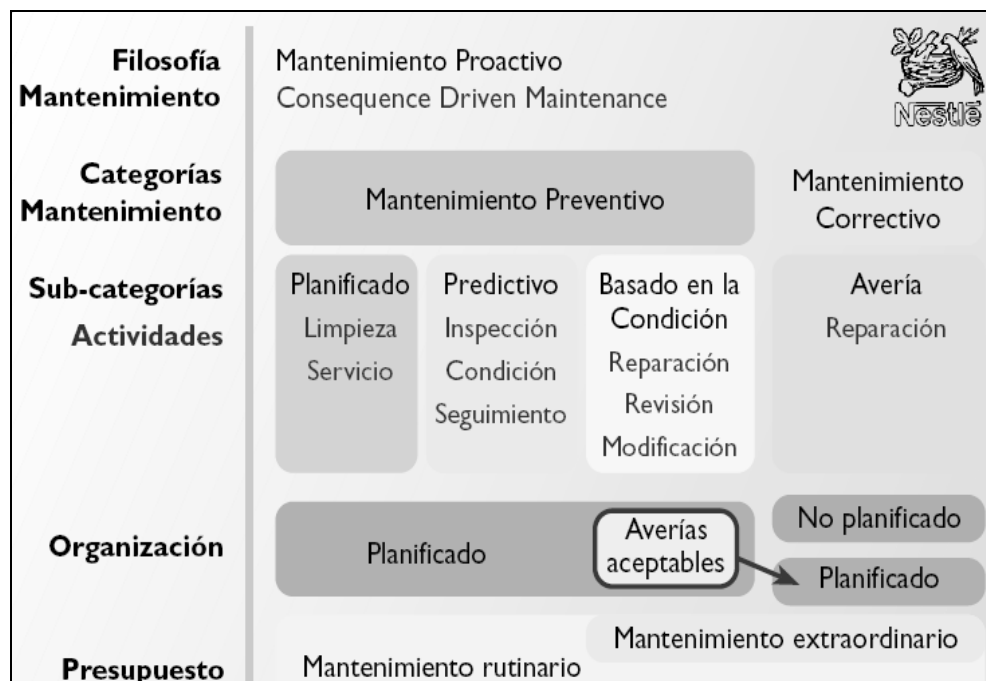 Filosofía
Mantenimiento
Mantenimiento Proactivo
Consequence Driven Maintenance
Nestlé
Categorías
Mantenimiento
Mantenimiento Preventivo
Mantenimiento
Correctivo
Sub-categorías
Actividades
Planificado
Limpieza
Servicio
Predictivo
Inspección
Condición
Seguimiento
Basado en la
Condición
Reparación
Revisión
Modificación
Avería
Reparación
Organización
Planificado
Averías
aceptables
No planificado
Planificado
Presupuesto
Mantenimiento rutinario
Mantenimiento extraordinario